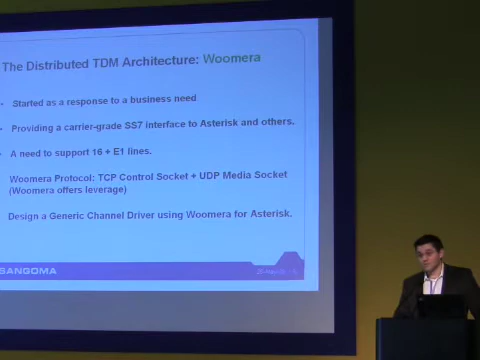 The Distributed TDM Architecture: Woomera
Started as a response to a business need
Providing a carrier-grade SS7 interface to Asterisk and others.
A need to support 16 + E1 lines.
Woomera Protocol: TCP Control Socket + UDP Media Socket
(Woomera offers leverage)
Design a Generic Channel Driver using Woomera for Asterisk.
SANGOMA